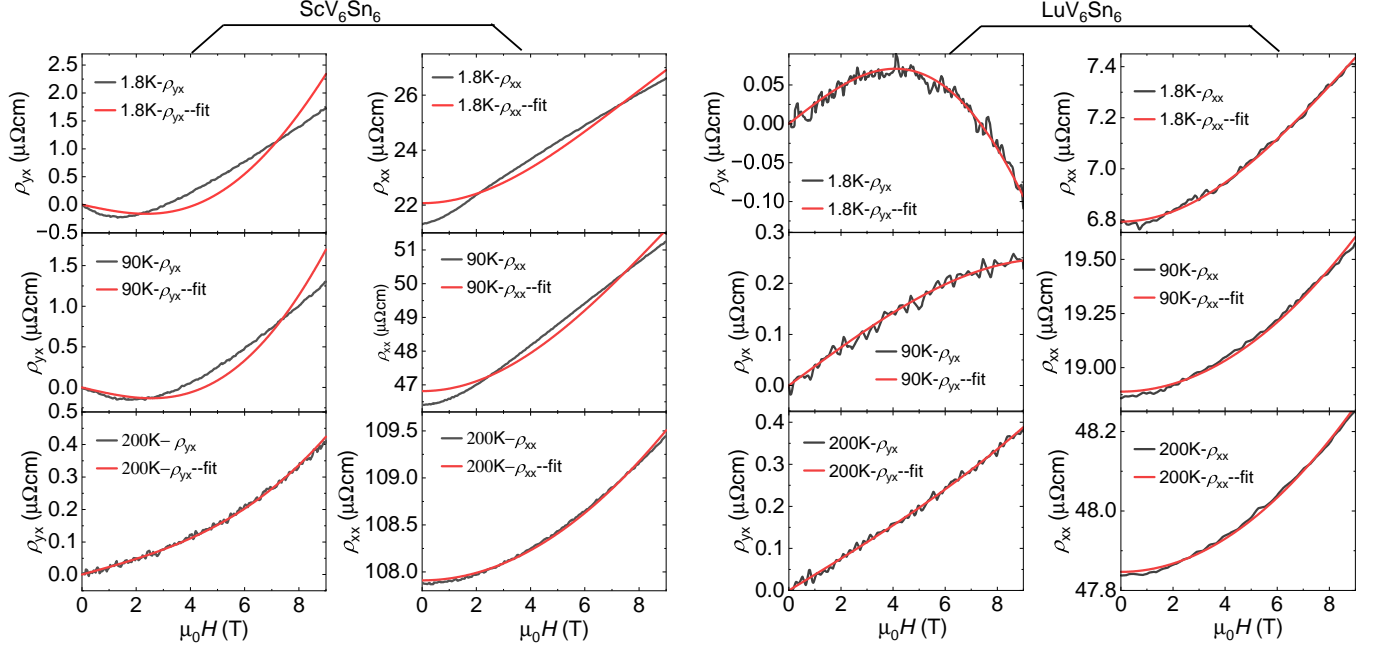 ScV₆Sn₆
LuV₆Sn₆
2.5
2.0
1.5
1.0
0.5
0.0
−0.5
ρyx (μΩcm)
1.8K-ρyx
1.8K-ρyx--fit
1.5
1.0
0.5
0.0
ρyx (μΩcm)
90K-ρyx
90K-ρyx--fit
0.5
0.4
0.3
0.2
0.1
0.0
ρyx (μΩcm)
200K−ρyx
200K−ρyx--fit
0 2 4 6 8
μ₀H (T)
26
24
22
ρxx (μΩcm)
1.8K-ρxx
1.8K-ρxx--fit
51
50
49
48
47
ρxx (μΩcm)
90K-ρxx
90K-ρxx--fit
109.5
109.0
108.5
108.0
ρxx (μΩcm)
200K−ρxx
200K−ρxx--fit
0 2 4 6 8
μ₀H (T)
0.05
0.00
−0.05
−0.10
ρyx (μΩcm)
1.8K-ρyx
1.8K-ρyx--fit
0.3
0.2
0.1
0.0
ρyx (μΩcm)
90K-ρyx
90K-ρyx--fit
0.4
0.3
0.2
0.1
0.0
ρyx (μΩcm)
200K-ρyx
200K-ρyx--fit
0 2 4 6 8
μ₀H (T)
7.4
7.2
7.0
6.8
ρxx (μΩcm)
1.8K-ρxx
1.8K-ρxx--fit
19.50
19.25
19.00
ρxx (μΩcm)
90K-ρxx
90K-ρxx--fit
48.2
48.0
47.8
ρxx (μΩcm)
200K-ρxx
200K-ρxx--fit
0 2 4 6 8
μ₀H (T)